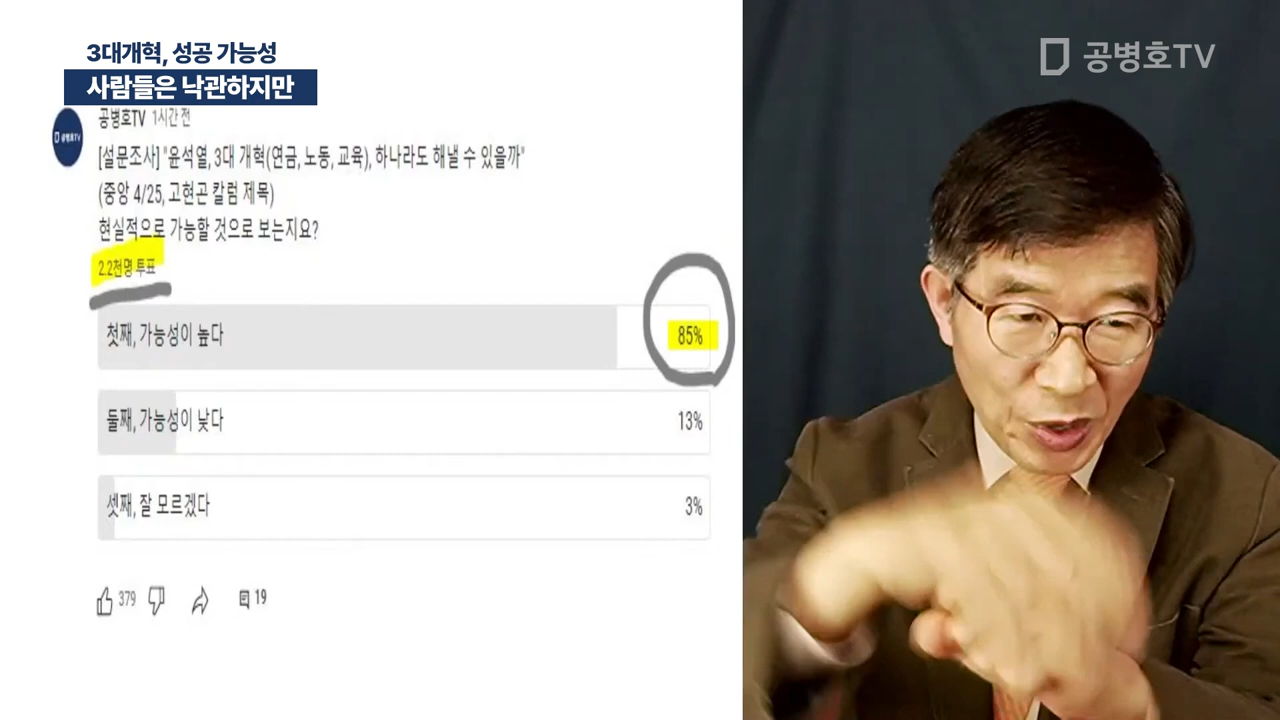 3대개혁, 성공 가능성
사람들은 낙관하지만
공병호TV
공병호TV
공병호TV 1시간 전
[설문조사] "윤석열, 3대 개혁(연금, 노동, 교육), 하나라도 해낼 수 있을까"
(중앙 4/25, 고현곤 칼럼 제목)
현실적으로 가능할 것으로 보는지요?
2.2천명 투표
첫째, 가능성이 높다 85%
둘째, 가능성이 낮다 13%
셋째, 잘 모르겠다 3%
379 19